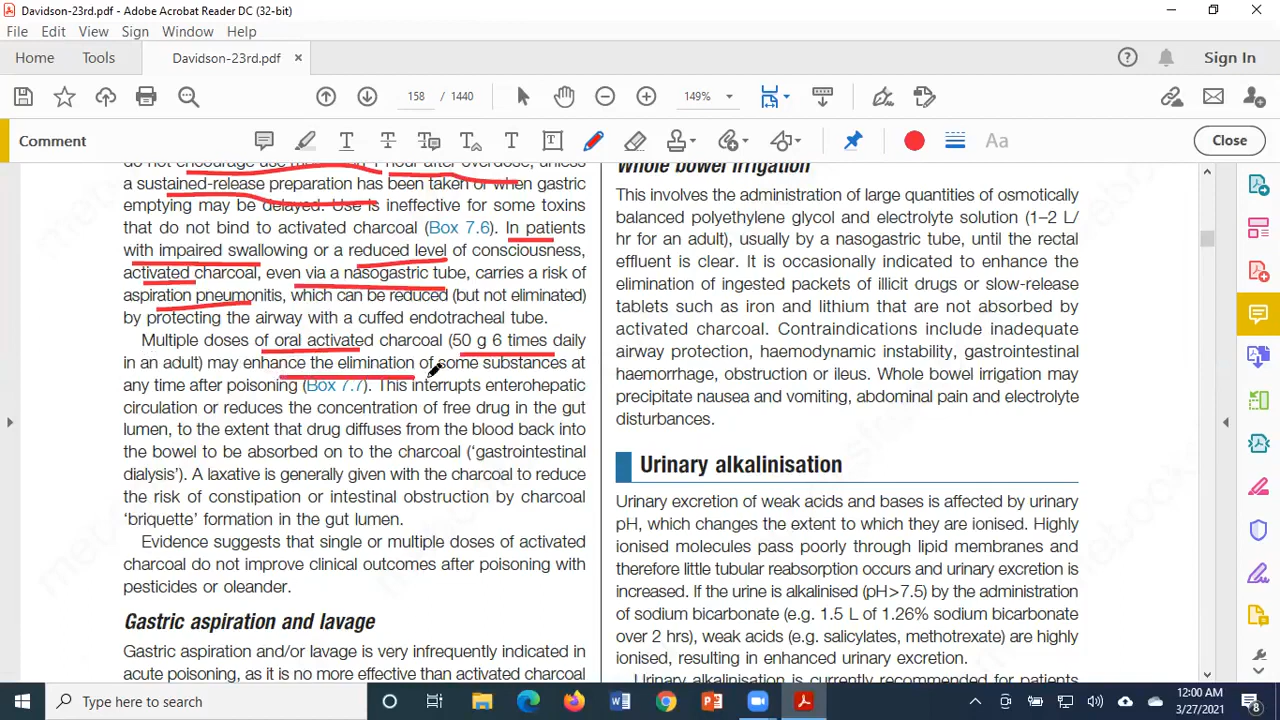 Davidson-23rd.pdf - Adobe Acrobat Reader DC (32-bit)
File Edit View Sign Window Help
Home Tools Davidson-23rd.pdf × Sign In
158 / 1440 149%
Comment Close
do not encourage use more than 1 hour after overdose, unless
a sustained-release preparation has been taken or when gastric
emptying may be delayed. Use is ineffective for some toxins
that do not bind to activated charcoal (Box 7.6). In patients
with impaired swallowing or a reduced level of consciousness,
activated charcoal, even via a nasogastric tube, carries a risk of
aspiration pneumonitis, which can be reduced (but not eliminated)
by protecting the airway with a cuffed endotracheal tube.
Multiple doses of oral activated charcoal (50 g 6 times daily
in an adult) may enhance the elimination of some substances at
any time after poisoning (Box 7.7). This interrupts enterohepatic
circulation or reduces the concentration of free drug in the gut
lumen, to the extent that drug diffuses from the blood back into
the bowel to be absorbed on to the charcoal (‘gastrointestinal
dialysis’). A laxative is generally given with the charcoal to reduce
the risk of constipation or intestinal obstruction by charcoal
‘briquette’ formation in the gut lumen.
Evidence suggests that single or multiple doses of activated
charcoal do not improve clinical outcomes after poisoning with
pesticides or oleander.
Gastric aspiration and lavage
Gastric aspiration and/or lavage is very infrequently indicated in
acute poisoning, as it is no more effective than activated charcoal
Whole bowel irrigation
This involves the administration of large quantities of osmotically
balanced polyethylene glycol and electrolyte solution (1–2 L/
hr for an adult), usually by a nasogastric tube, until the rectal
effluent is clear. It is occasionally indicated to enhance the
elimination of ingested packets of illicit drugs or slow-release
tablets such as iron and lithium that are not absorbed by
activated charcoal. Contraindications include inadequate
airway protection, haemodynamic instability, gastrointestinal
haemorrhage, obstruction or ileus. Whole bowel irrigation may
precipitate nausea and vomiting, abdominal pain and electrolyte
disturbances.
Urinary alkalinisation
Urinary excretion of weak acids and bases is affected by urinary
pH, which changes the extent to which they are ionised. Highly
ionised molecules pass poorly through lipid membranes and
therefore little tubular reabsorption occurs and urinary excretion is
increased. If the urine is alkalinised (pH>7.5) by the administration
of sodium bicarbonate (e.g. 1.5 L of 1.26% sodium bicarbonate
over 2 hrs), weak acids (e.g. salicylates, methotrexate) are highly
ionised, resulting in enhanced urinary excretion.
Urinary alkalinisation is currently recommended for patients
Type here to search
12:00 AM
3/27/2021
8